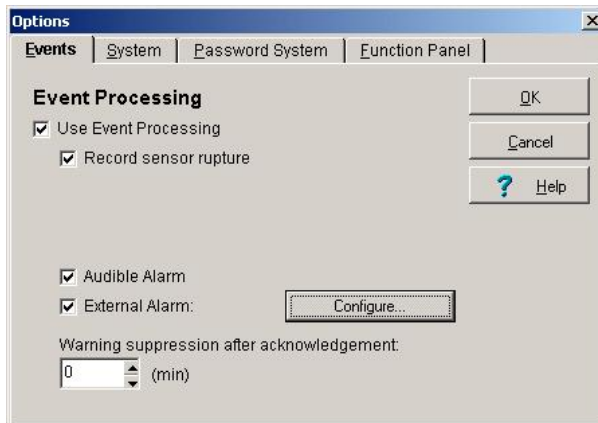 Options
Events System Password System Function Panel
Event Processing
OK
Use Event Processing
Cancel
Record sensor rupture
? Help
Audible Alarm
External Alarm: Configure...
Warning suppression after acknowledgement:
0 (min)